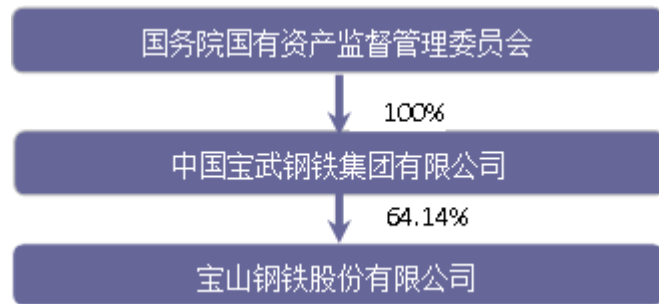 国务院国有资产监督管理委员会
100%
中国宝武钢铁集团有限公司
64.14%
宝山钢铁股份有限公司